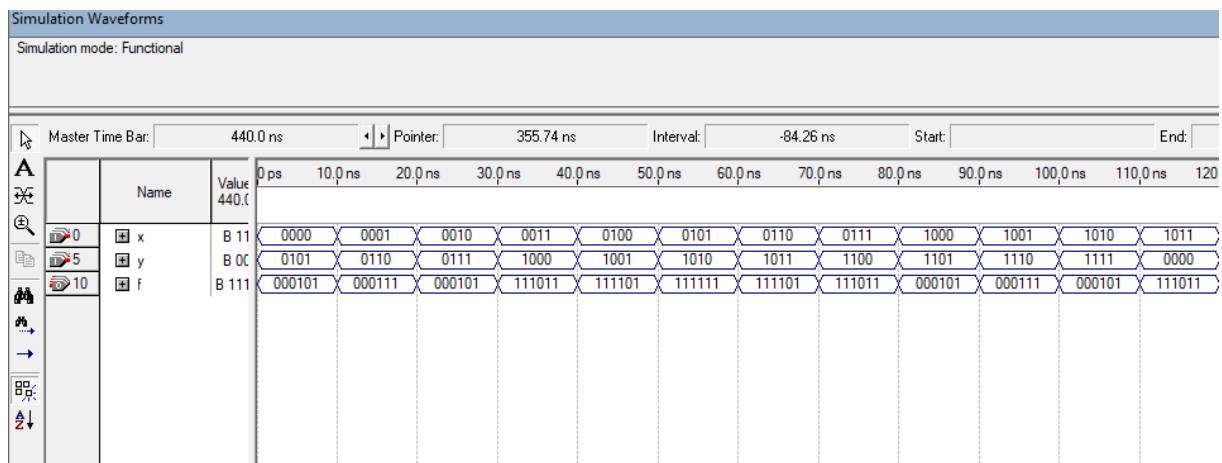 Simulation Waveforms
Simulation mode: Functional
Master Time Bar: 440.0 ns Pointer: 355.74 ns Interval: -84.26 ns Start: End:
Name Value 440.( 0 ps 10.0 ns 20.0 ns 30.0 ns 40.0 ns 50.0 ns 60.0 ns 70.0 ns 80.0 ns 90.0 ns 100.0 ns 110.0 ns 120
0 x B 11 0000 0001 0010 0011 0100 0101 0110 0111 1000 1001 1010 1011
5 y B 00 0101 0110 0111 1000 1001 1010 1011 1100 1101 1110 1111 0000
10 f B 111 000101 000111 000101 111011 111101 111111 111101 111011 000101 000111 000101 111011